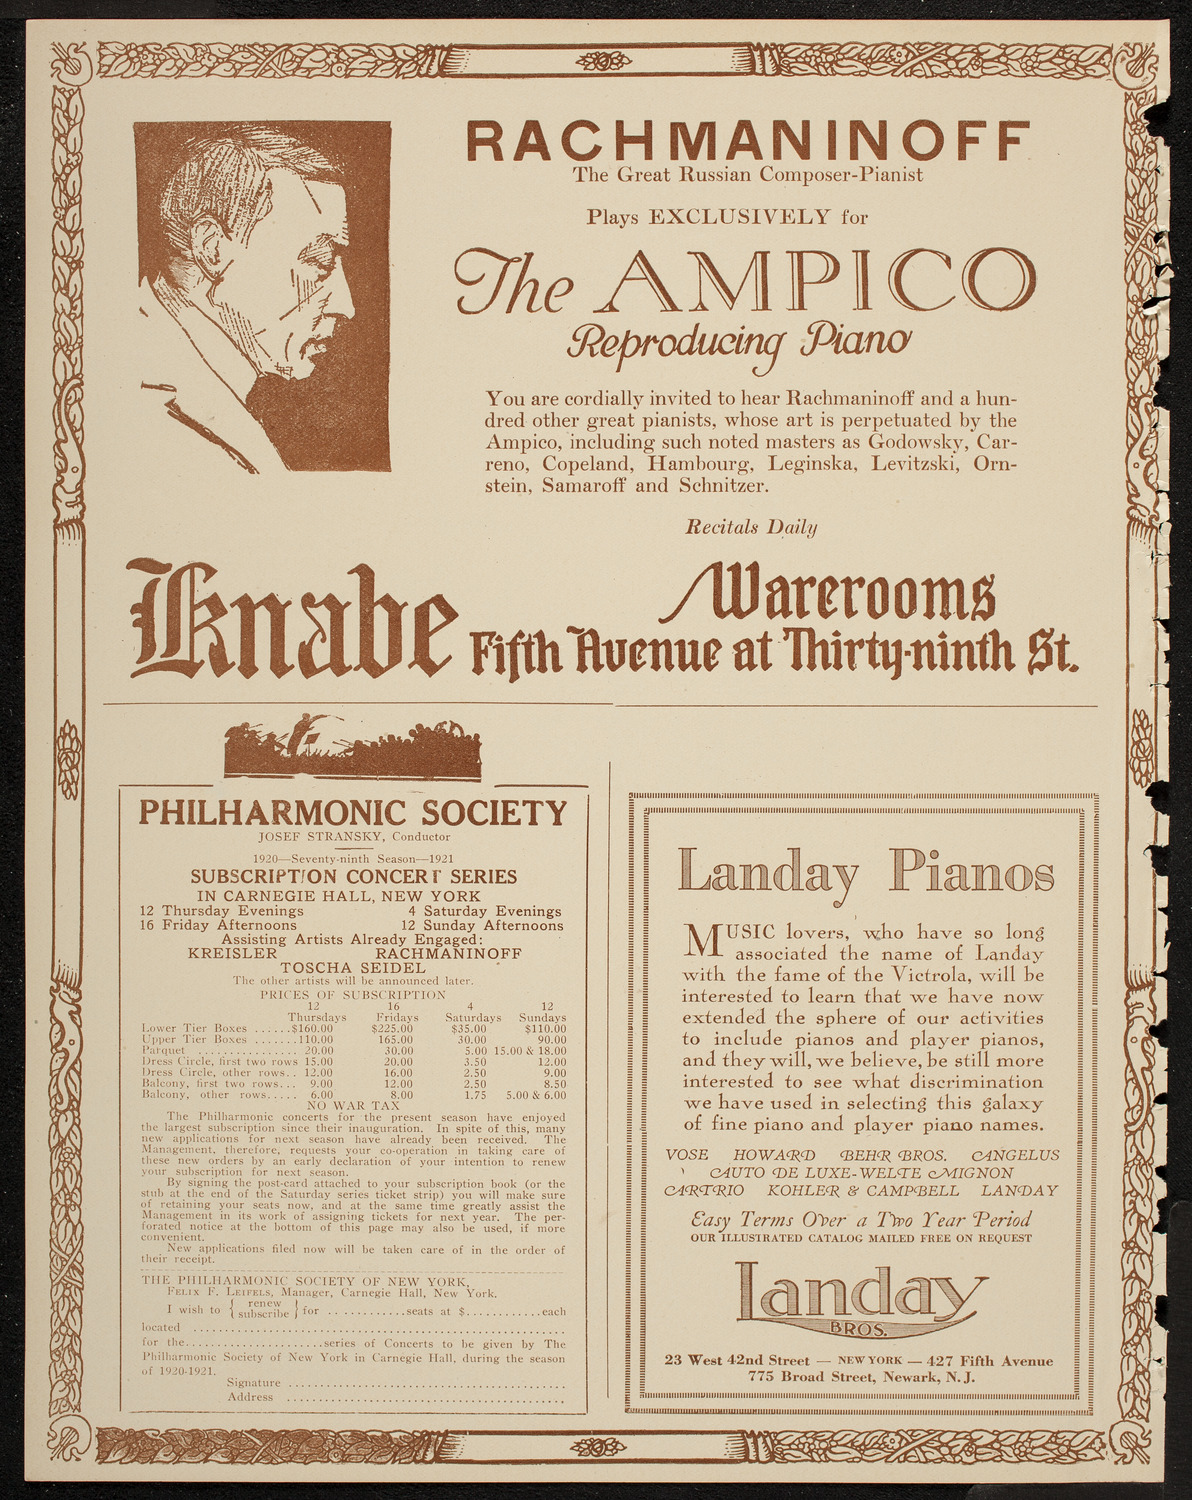 RACHMANINOFF
The Great Russian Composer-Pianist
Plays EXCLUSIVELY for
The AMPICO
Reproducing Piano
You are cordially invited to hear Rachmaninoff and a hun-
dred other great pianists, whose art is perpetuated by the
Ampico, including such noted masters as Godowsky, Car-
reno, Copeland, Hambourg, Leginska, Levitzski, Orn-
stein, Samaroff and Schnitzer.
Recitals Daily
Knabe Warerooms
Fifth Avenue at Thirty-ninth St.
PHILHARMONIC SOCIETY
JOSEF STRANSKY, Conductor
1920—Seventy-ninth Season—1921
SUBSCRIPTION CONCERT SERIES
IN CARNEGIE HALL, NEW YORK
12 Thursday Evenings 4 Saturday Evenings
16 Friday Afternoons 12 Sunday Afternoons
Assisting Artists Already Engaged:
KREISLER RACHMANINOFF
TOSCHA SEIDEL
The other artists will be announced later.
PRICES OF SUBSCRIPTION
12 16 4 12
Thursdays Fridays Saturdays Sundays
Lower Tier Boxes ......$160.00 $225.00 $35.00 $110.00
Upper Tier Boxes .......110.00 165.00 30.00 90.00
Parquet ................ 20.00 30.00 5.00 15.00 & 18.00
Dress Circle, first two rows 15.00 20.00 3.50 12.00
Dress Circle, other rows.. 12.00 16.00 2.50 9.00
Balcony, first two rows... 9.00 12.00 2.50 8.50
Balcony, other rows..... 6.00 8.00 1.75 5.00 & 6.00
NO WAR TAX
The Philharmonic concerts for the present season have enjoyed
the largest subscription since their inauguration. In spite of this, many
new applications for next season have already been received. The
Management, therefore, requests your co-operation in taking care of
these new orders by an early declaration of your intention to renew
your subscription for next season.
By signing the post-card attached to your subscription book (or the
stub at the end of the Saturday series ticket strip) you will make sure
of retaining your seats now, and at the same time greatly assist the
Management in its work of assigning tickets for next year. The per-
forated notice at the bottom of this page may also be used, if more
convenient.
New applications filed now will be taken care of in the order of
their receipt.
THE PHILHARMONIC SOCIETY OF NEW YORK,
FELIX F. LEIFELS, Manager, Carnegie Hall, New York.
I wish to { renew subscribe } for ............seats at $............each
located ............................................................
for the......................series of Concerts to be given by The
Philharmonic Society of New York in Carnegie Hall, during the season
of 1920-1921.
Signature ............................................
Address ............................................
Landay Pianos
MUSIC lovers, who have so long
associated the name of Landay
with the fame of the Victrola, will be
interested to learn that we have now
extended the sphere of our activities
to include pianos and player pianos,
and they will, we believe, be still more
interested to see what discrimination
we have used in selecting this galaxy
of fine piano and player piano names.
VOSE HOWARD BEHR BROS. CANGELUS
CAUTO DE LUXE-WELTE MIGNON
CARTRIO KOHLER & CAMPBELL LANDAY
Easy Terms Over a Two Year Period
OUR ILLUSTRATED CATALOG MAILED FREE ON REQUEST
Landay
BROS.
23 West 42nd Street — NEW YORK — 427 Fifth Avenue
775 Broad Street, Newark, N.J.